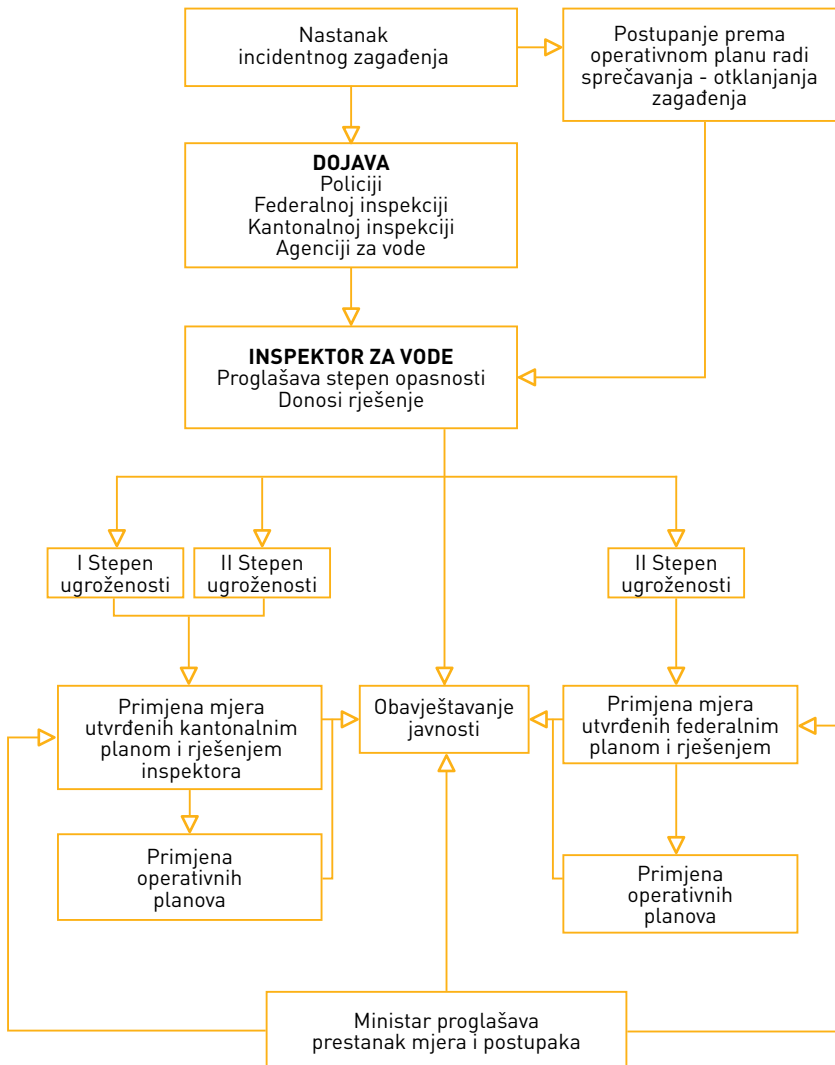 Nastanak
incidentnog zagađenja
Postupanje prema
operativnom planu radi
sprečavanja - otklanjanja
zagađenja
DOJAVA
Policiji
Federalnoj inspekciji
Kantonalnoj inspekciji
Agenciji za vode
INSPEKTOR ZA VODE
Proglašava stepen opasnosti
Donosi rješenje
I Stepen
ugroženosti
II Stepen
ugroženosti
II Stepen
ugroženosti
Primjena mjera
utvrđenih kantonalnim
planom i rješenjem
inspektora
Obavještavanje
javnosti
Primjena mjera
utvrđenih federalnim
planom i rješenjem
Primjena
operativnih
planova
Primjena
operativnih
planova
Ministar proglašava
prestanak mjera i postupaka